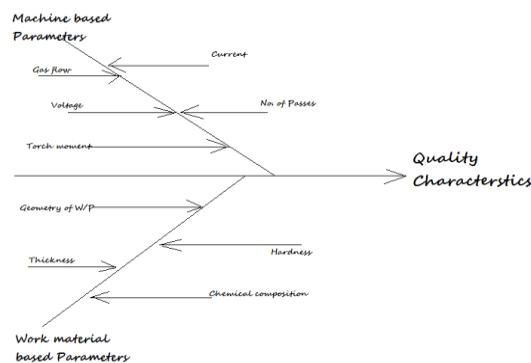 Machine based
Parameters
Current
Gas flow
Voltage
No. of Passes
Torch moment
Quality
Characterstics
Geometry of W/P
Hardness
Thickness
Chemical composition
Work material
based Parameters